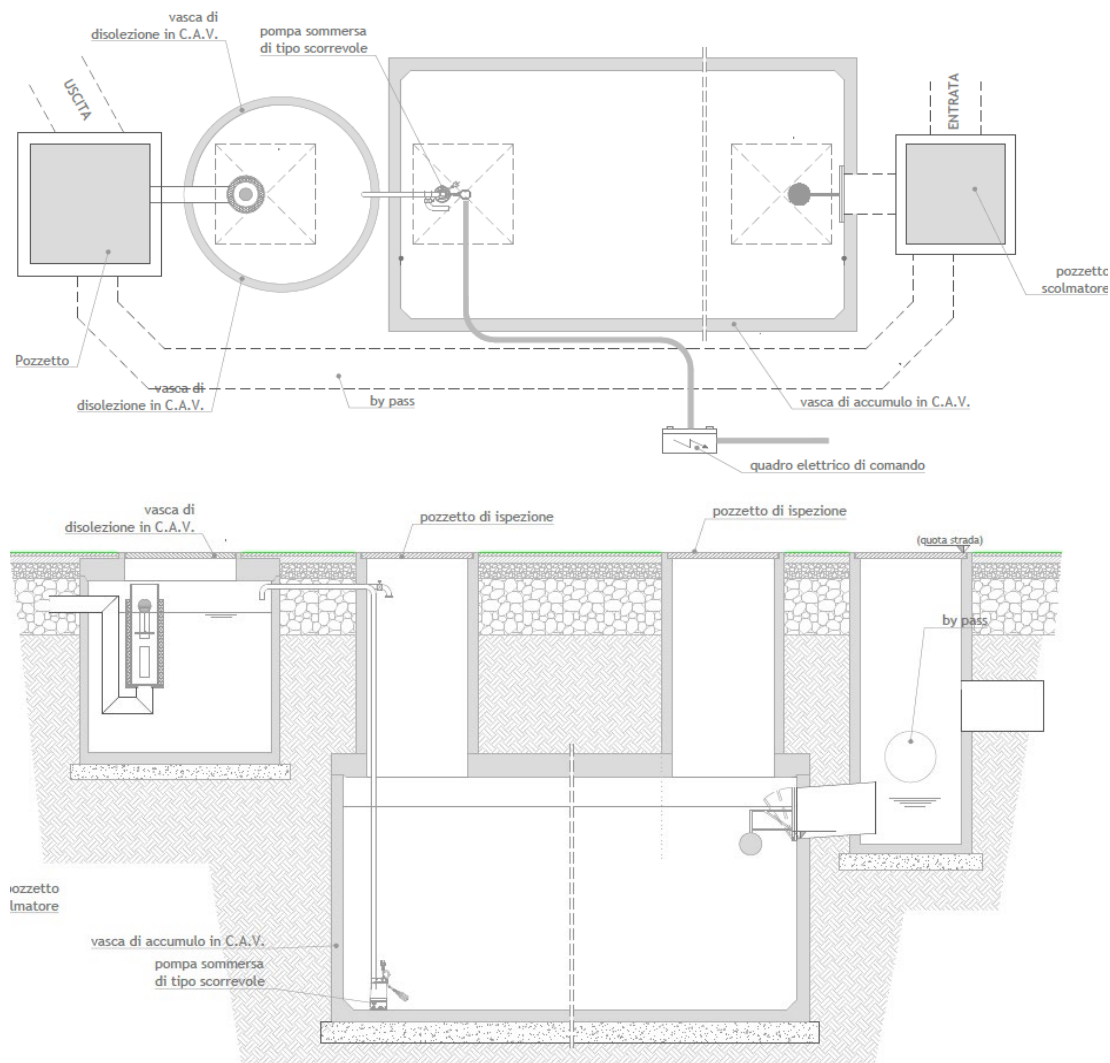 vasca di
disolezione in C.A.V.
pompa sommersa
di tipo scorrevole
USCITA
ENTRATA
pozzetto
scolmatore
Pozzetto
vasca di
disolezione in C.A.V.
by pass
vasca di accumulo in C.A.V.
quadro elettrico di comando
vasca di
disolezione in C.A.V.
pozzetto di ispezione
pozzetto di ispezione
(quota strada)
by pass
pozzetto
lmatore
vasca di accumulo in C.A.V.
pompa sommersa
di tipo scorrevole